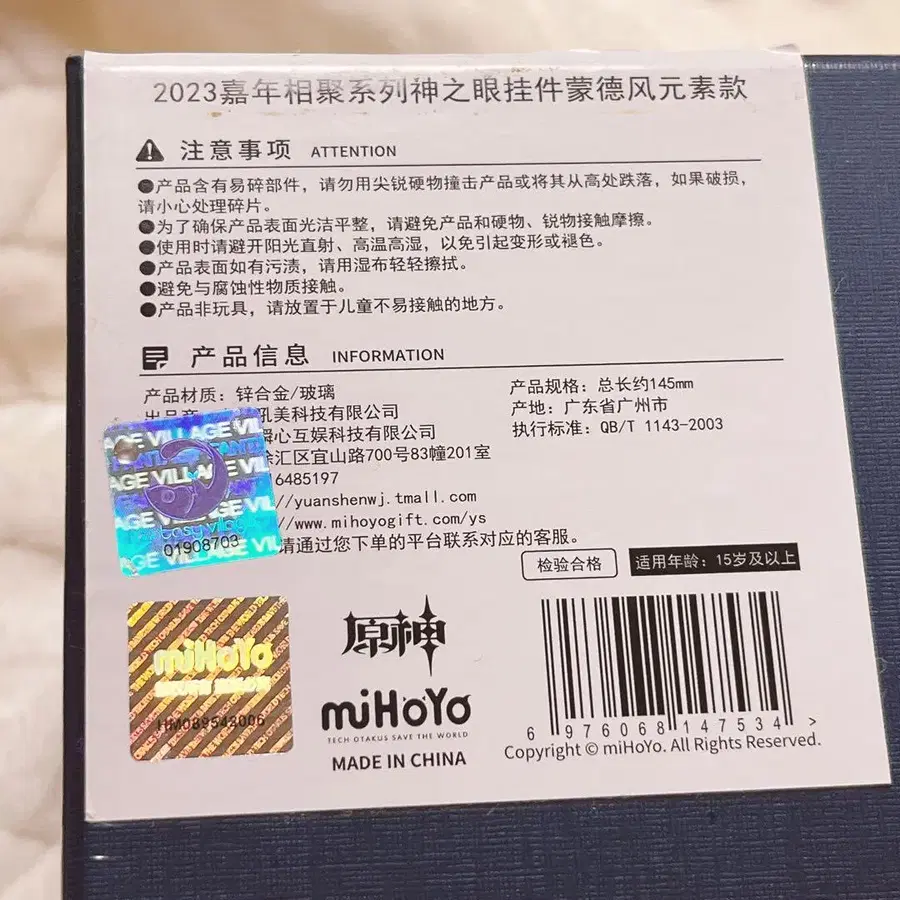 2023嘉年相聚系列神之眼挂件蒙德风元素款
注意事项 ATTENTION
●产品含有易碎部件，请勿用尖锐硬物撞击产品或将其从高处跌落，如果破损，
请小心处理碎片。
●为了确保产品表面光洁平整，请避免产品和硬物、锐物接触摩擦。
●使用时请避开阳光直射、高温高湿，以免引起变形或褪色。
●产品表面如有污渍，请用湿布轻轻擦拭。
●避免与腐蚀性物质接触。
●产品非玩具，请放置于儿童不易接触的地方。
产品信息 INFORMATION
产品材质：锌合金/玻璃
产品规格：总长约145mm
吼美科技有限公司
产地：广东省广州市
心互娱科技有限公司
执行标准：QB/T 1143-2003
汇区宜山路700号83幢201室
6485197
//yuanshenwj.tmall.com
//www.mihoyogift.com/ys
请通过您下单的平台联系对应的客服。
检验合格
适用年龄：15岁及以上
AGE VILLAGE VIL
AGE VILLAGE
AGE VILLAGE VI
01908703
AGE VILLAGE VIL
miHoYo
HM089543006
原神
miHoYo
TECH OTAKUS SAVE THE WORLD
MADE IN CHINA
6 976068 147534 >
Copyright © miHoYo. All Rights Reserved.